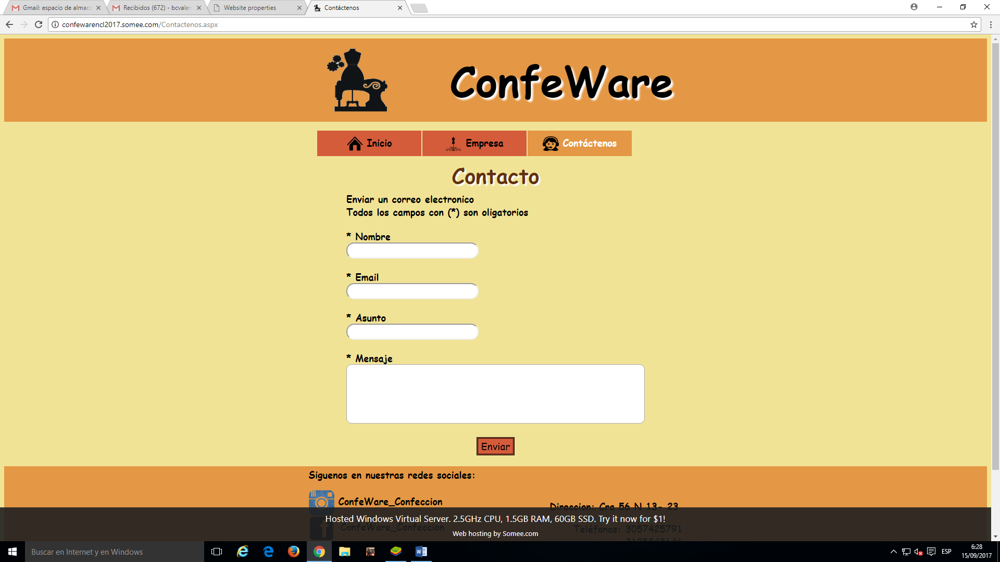 Gmail: espacio de almace
Recibidos (672) - bcvalen
Website properties
Contáctenos
confewarencl2017.somee.com/Contactenos.aspx
ConfeWare
Inicio
Empresa
Contáctenos
Contacto
Enviar un correo electronico
Todos los campos con (*) son oligatorios
* Nombre
* Email
* Asunto
* Mensaje
Enviar
Siguenos en nuestras redes sociales:
ConfeWare_Confeccion
Direccion: Cra 56 N 13- 23
Hosted Windows Virtual Server. 2.5GHz CPU, 1.5GB RAM, 60GB SSD. Try it now for $1!
ConfeWare_Confeccion
Teléfonos: 3057425791
Web hosting by Somee.com
Buscar en Internet y en Windows
ESP
6:28
15/09/2017